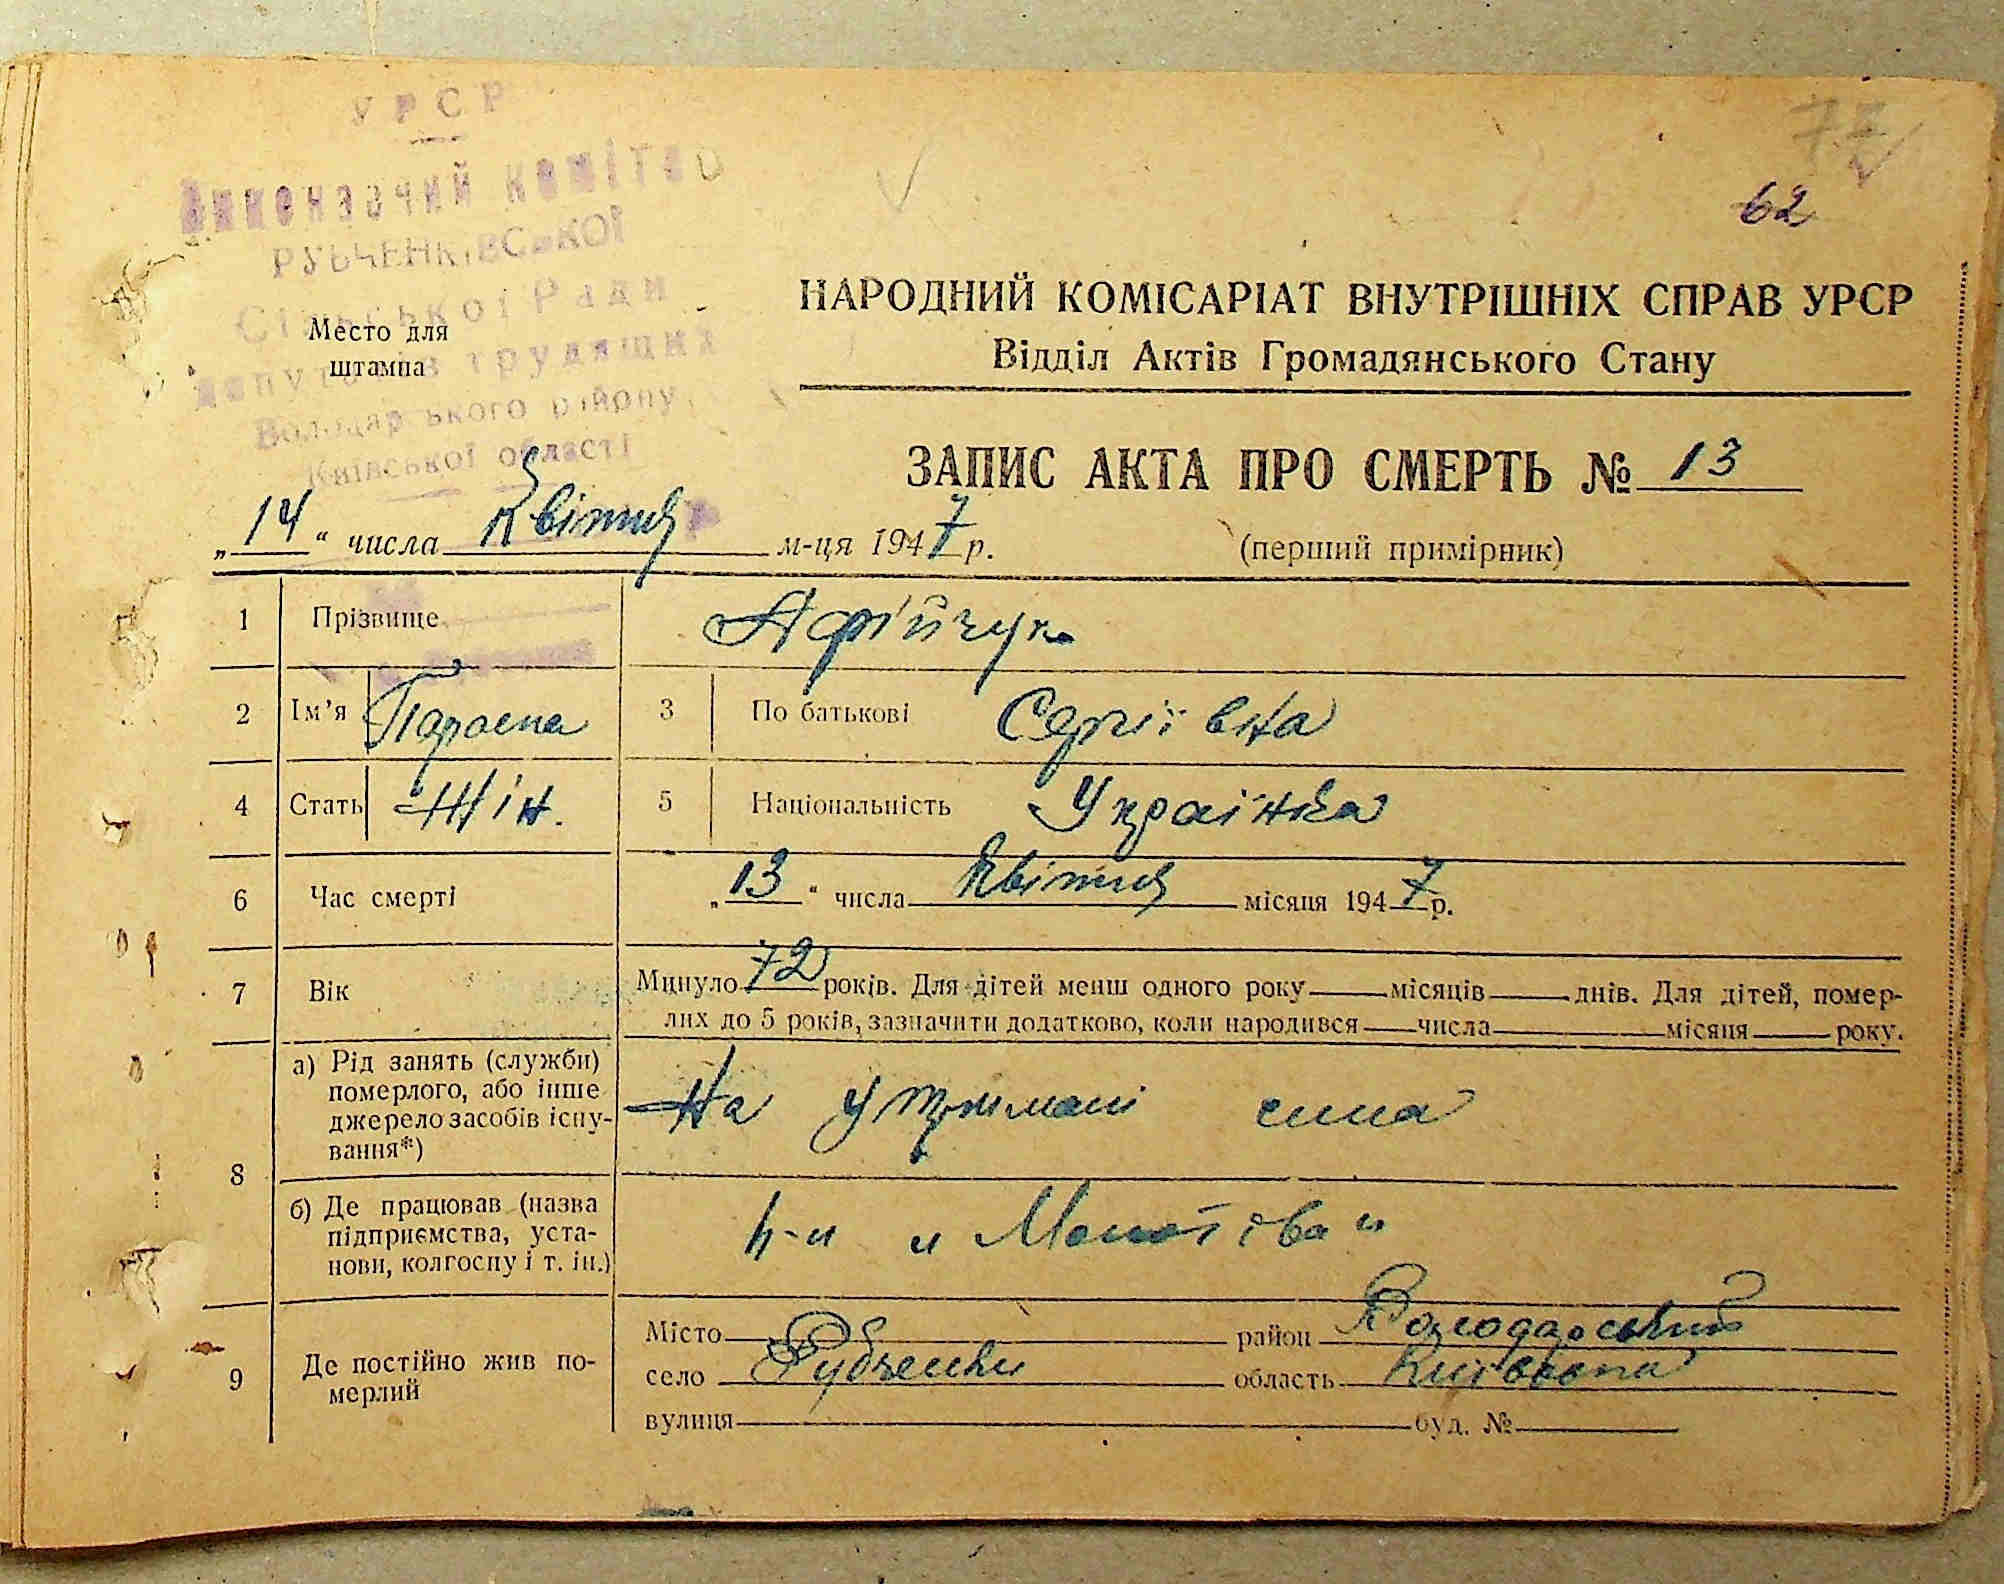 УРСР
Виконавчий комітет
РУБЧЕНКІВСЬКОЇ
Сільської Ради
депутатів трудящих
Володарського району
Київської області
Место для
штампа
62
НАРОДНИЙ КОМІСАРІАТ ВНУТРІШНІХ СПРАВ УРСР
Відділ Актів Громадянського Стану
ЗАПИС АКТА ПРО СМЕРТЬ № 13
„14“ числа Квітня м-ця 1947 р. (перший примірник)
1 Прізвище Афійчук
2 Ім’я Параска 3 По батькові Сергіївна
4 Стать Жін. 5 Національність Українка
6 Час смерті „13“ числа Квітня місяця 1947 р.
7 Вік Минуло 72 років. Для дітей менш одного року місяців днів. Для дітей, помер-
лих до 5 років, зазначити додатково, коли народився числа місяця року.
8 а) Рід занять (служби) померлого, або інше джерело засобів існу-вання*) На утримані сина
б) Де працював (назва підприємства, уста-нови, колгоспу і т. ін.) к-п „Молотова“
9 Де постійно жив по-мерлий Місто район Володарський
село Рубченки область Київська
вулиця буд. №